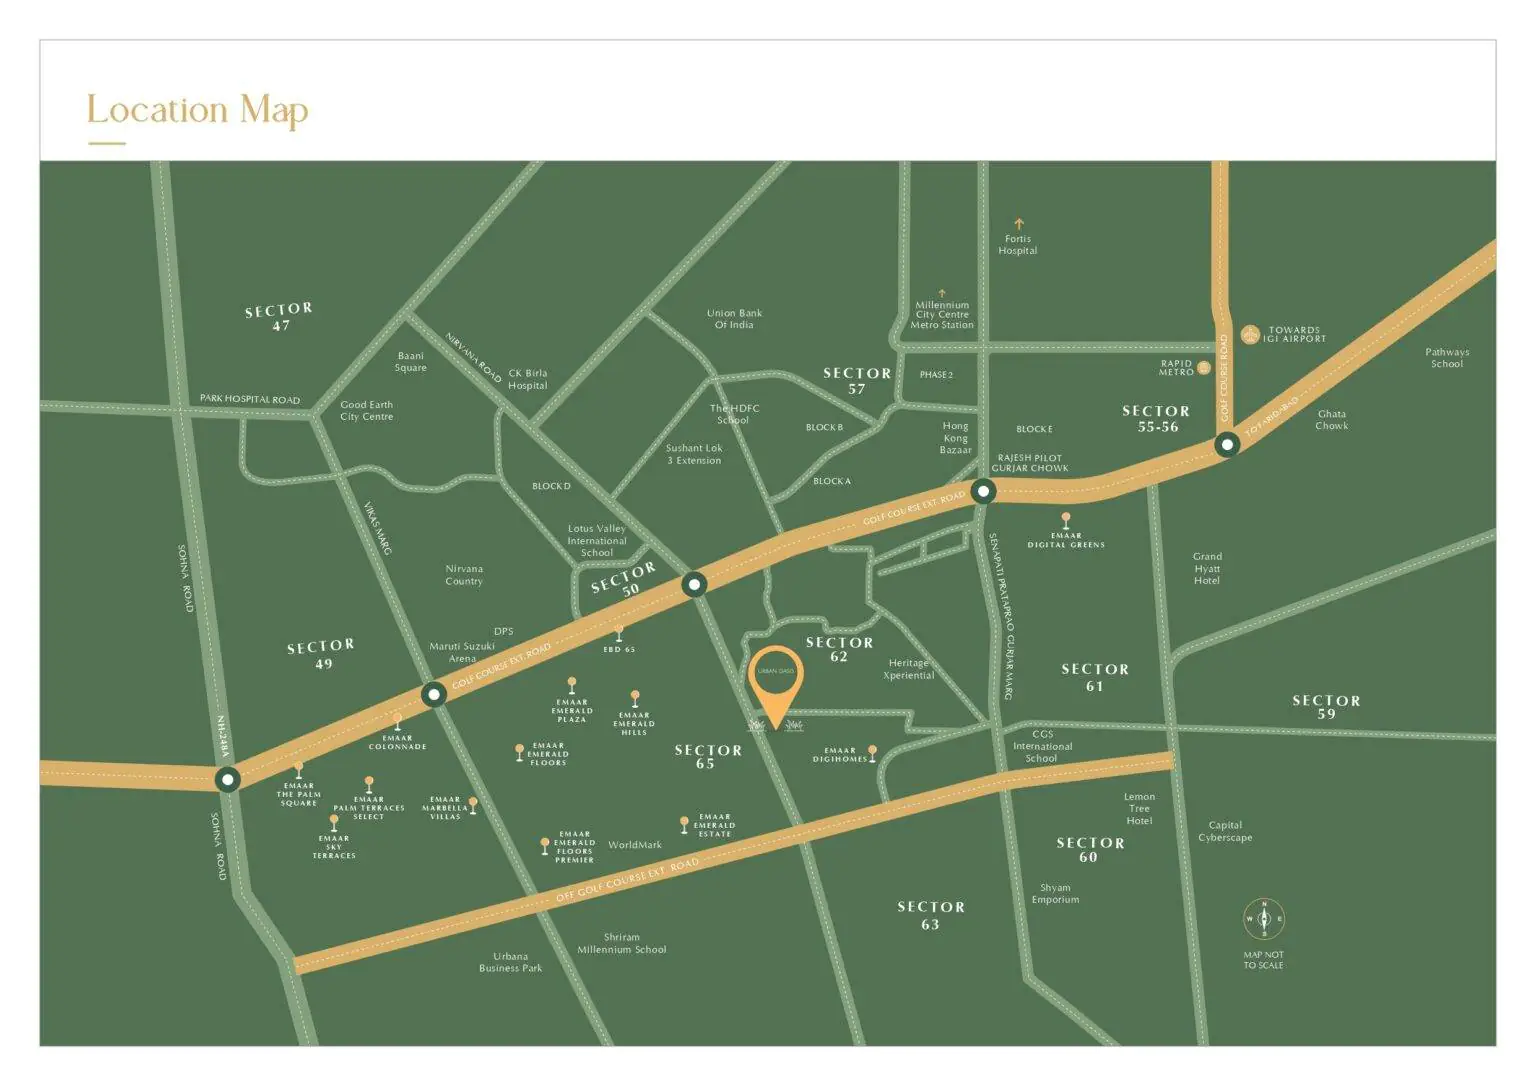 Location Map
Fortis
Hospital
Millennium
City Centre
Metro Station
SECTOR
47
Union Bank
Of India
TOWARDS
IGI AIRPORT
NIRVANA ROAD
Baani
Square
CK Birla
Hospital
SECTOR
57
PHASE 2
RAPID
METRO
GOLF COURSE ROAD
Pathways
School
PARK HOSPITAL ROAD
Good Earth
City Centre
The HDFC
School
BLOCK B
Hong
Kong
Bazaar
BLOCK E
SECTOR
55-56
TO FARIDABAD
Ghata
Chowk
Sushant Lok
3 Extension
RAJESH PILOT
GURJAR CHOWK
BLOCK D
BLOCK A
GOLF COURSE EXT. ROAD
VIKAS MARG
Lotus Valley
International
School
EMAAR
DIGITAL GREENS
SOHNA ROAD
Nirvana
Country
SECTOR
50
SENAPATI PRATAPRAO GURJAR MARG
Grand
Hyatt
Hotel
SECTOR
49
DPS
Maruti Suzuki
Arena
GOLF COURSE EXT. ROAD
EBD 65
SECTOR
62
URBAN OASIS
Heritage
Xperiential
SECTOR
61
SECTOR
59
NH-248A
EMAAR
COLONNADE
EMAAR
EMERALD
PLAZA
EMAAR
EMERALD
HILLS
EMAAR
EMERALD
FLOORS
SECTOR
65
EMAAR
DIGIHOMES
CGS
International
School
EMAAR
THE PALM
SQUARE
EMAAR
PALM TERRACES
SELECT
EMAAR
MARBELLA
VILLAS
EMAAR
SKY
TERRACES
EMAAR
EMERALD
FLOORS
PREMIER
WorldMark
EMAAR
EMERALD
ESTATE
Lemon
Tree
Hotel
Capital
Cyberscape
SECTOR
60
SOHNA ROAD
OFF GOLF COURSE EXT. ROAD
Shyam
Emporium
SECTOR
63
N
W E
S
MAP NOT
TO SCALE
Urbana
Business Park
Shriram
Millennium School